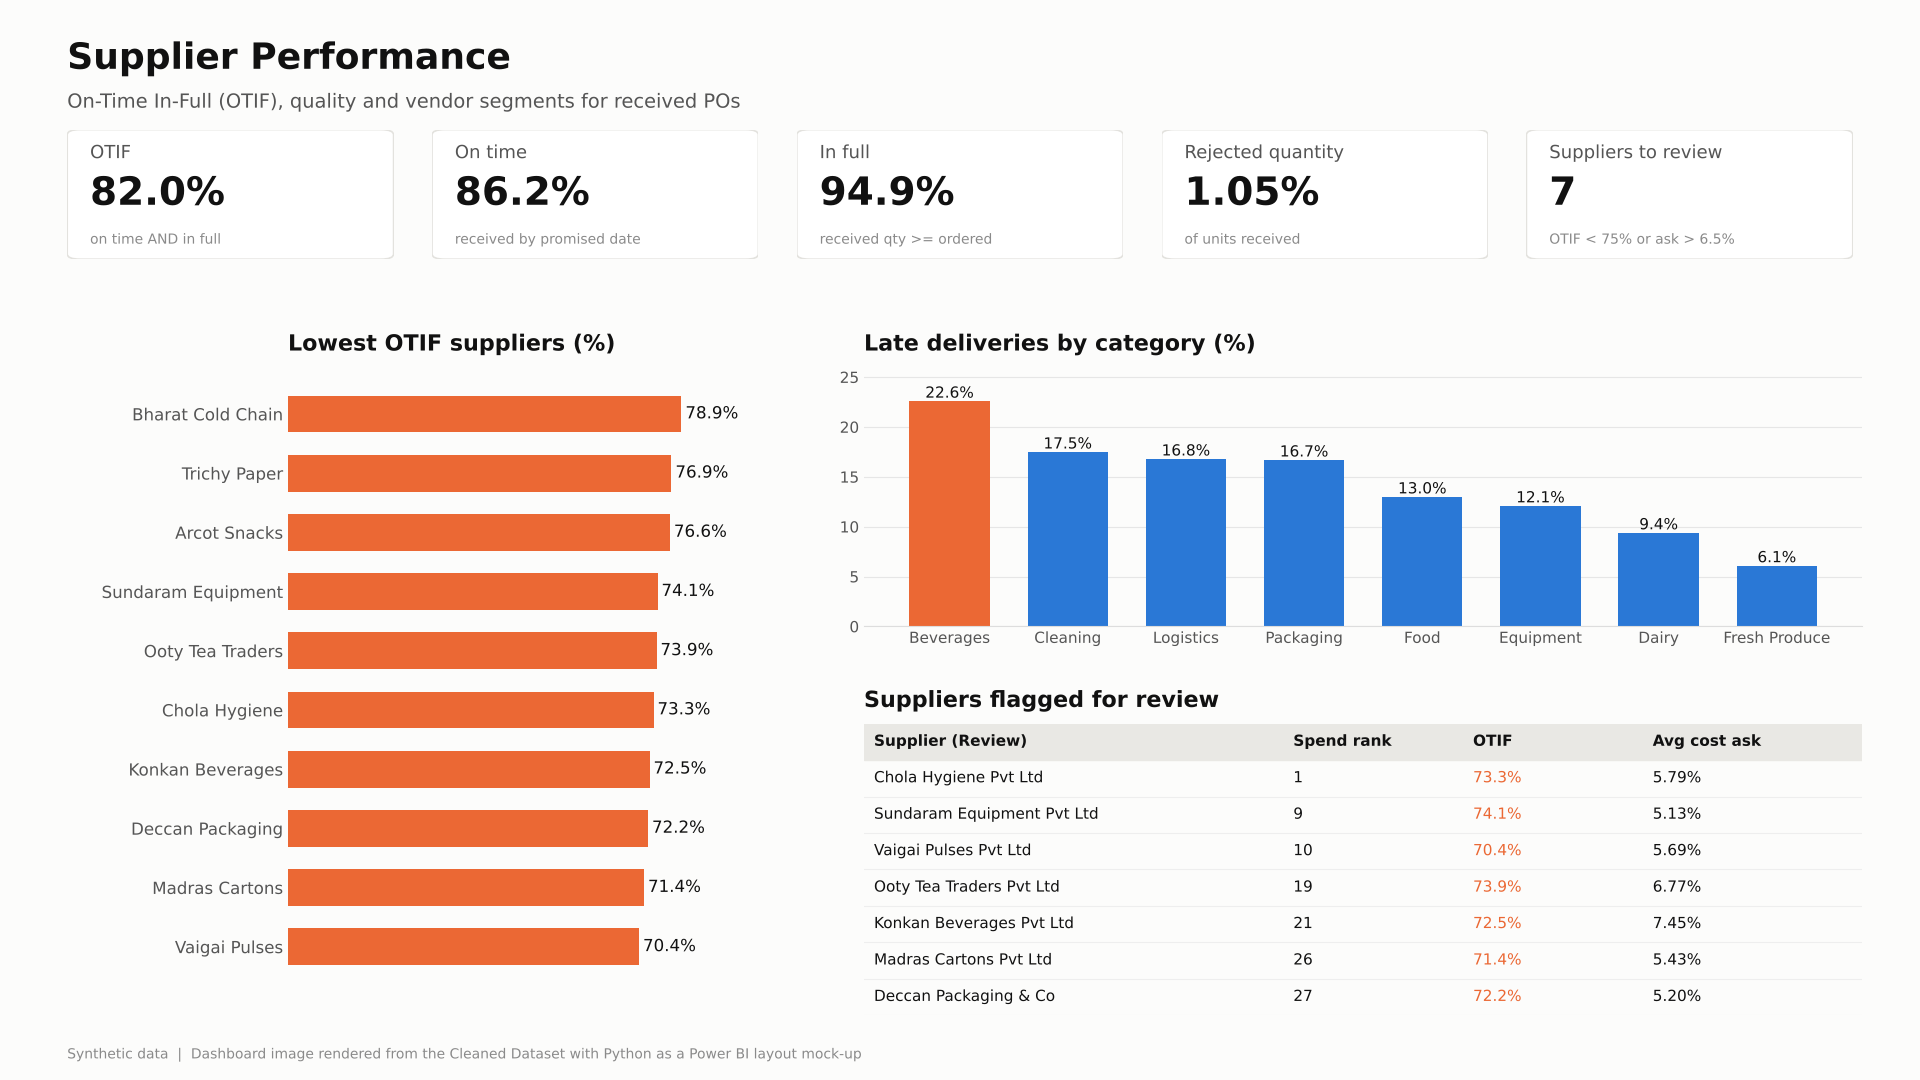 Supplier Performance
On-Time In-Full (OTIF), quality and vendor segments for received POs
OTIF
82.0%
on time AND in full
On time
86.2%
received by promised date
In full
94.9%
received qty >= ordered
Rejected quantity
1.05%
of units received
Suppliers to review
7
OTIF < 75% or ask > 6.5%
Lowest OTIF suppliers (%)
Bharat Cold Chain 78.9%
Trichy Paper 76.9%
Arcot Snacks 76.6%
Sundaram Equipment 74.1%
Ooty Tea Traders 73.9%
Chola Hygiene 73.3%
Konkan Beverages 72.5%
Deccan Packaging 72.2%
Madras Cartons 71.4%
Vaigai Pulses 70.4%
Late deliveries by category (%)
25
20
15
10
5
0
22.6%
17.5%
16.8%
16.7%
13.0%
12.1%
9.4%
6.1%
Beverages Cleaning Logistics Packaging Food Equipment Dairy Fresh Produce
Suppliers flagged for review
Supplier (Review) Spend rank OTIF Avg cost ask
Chola Hygiene Pvt Ltd 1 73.3% 5.79%
Sundaram Equipment Pvt Ltd 9 74.1% 5.13%
Vaigai Pulses Pvt Ltd 10 70.4% 5.69%
Ooty Tea Traders Pvt Ltd 19 73.9% 6.77%
Konkan Beverages Pvt Ltd 21 72.5% 7.45%
Madras Cartons Pvt Ltd 26 71.4% 5.43%
Deccan Packaging & Co 27 72.2% 5.20%
Synthetic data | Dashboard image rendered from the Cleaned Dataset with Python as a Power BI layout mock-up